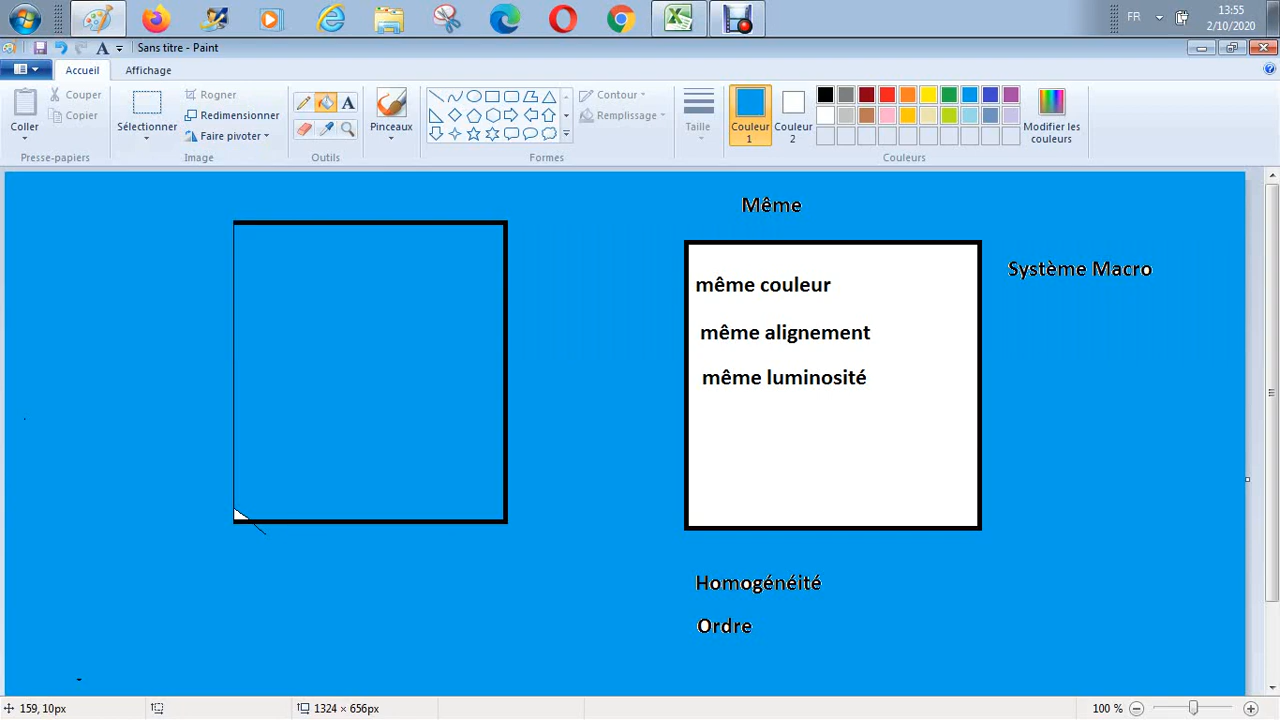 FR
13:55
2/10/2020
Sans titre - Paint
Accueil
Affichage
Coller
Couper
Copier
Presse-papiers
Sélectionner
Rogner
Redimensionner
Faire pivoter
Image
Outils
Pinceaux
Contour
Remplissage
Formes
Taille
Couleur 1
Couleur 2
Modifier les couleurs
Couleurs
Même
Système Macro
même couleur
même alignement
même luminosité
Homogénéité
Ordre
159, 10px
1324 × 656px
100 %